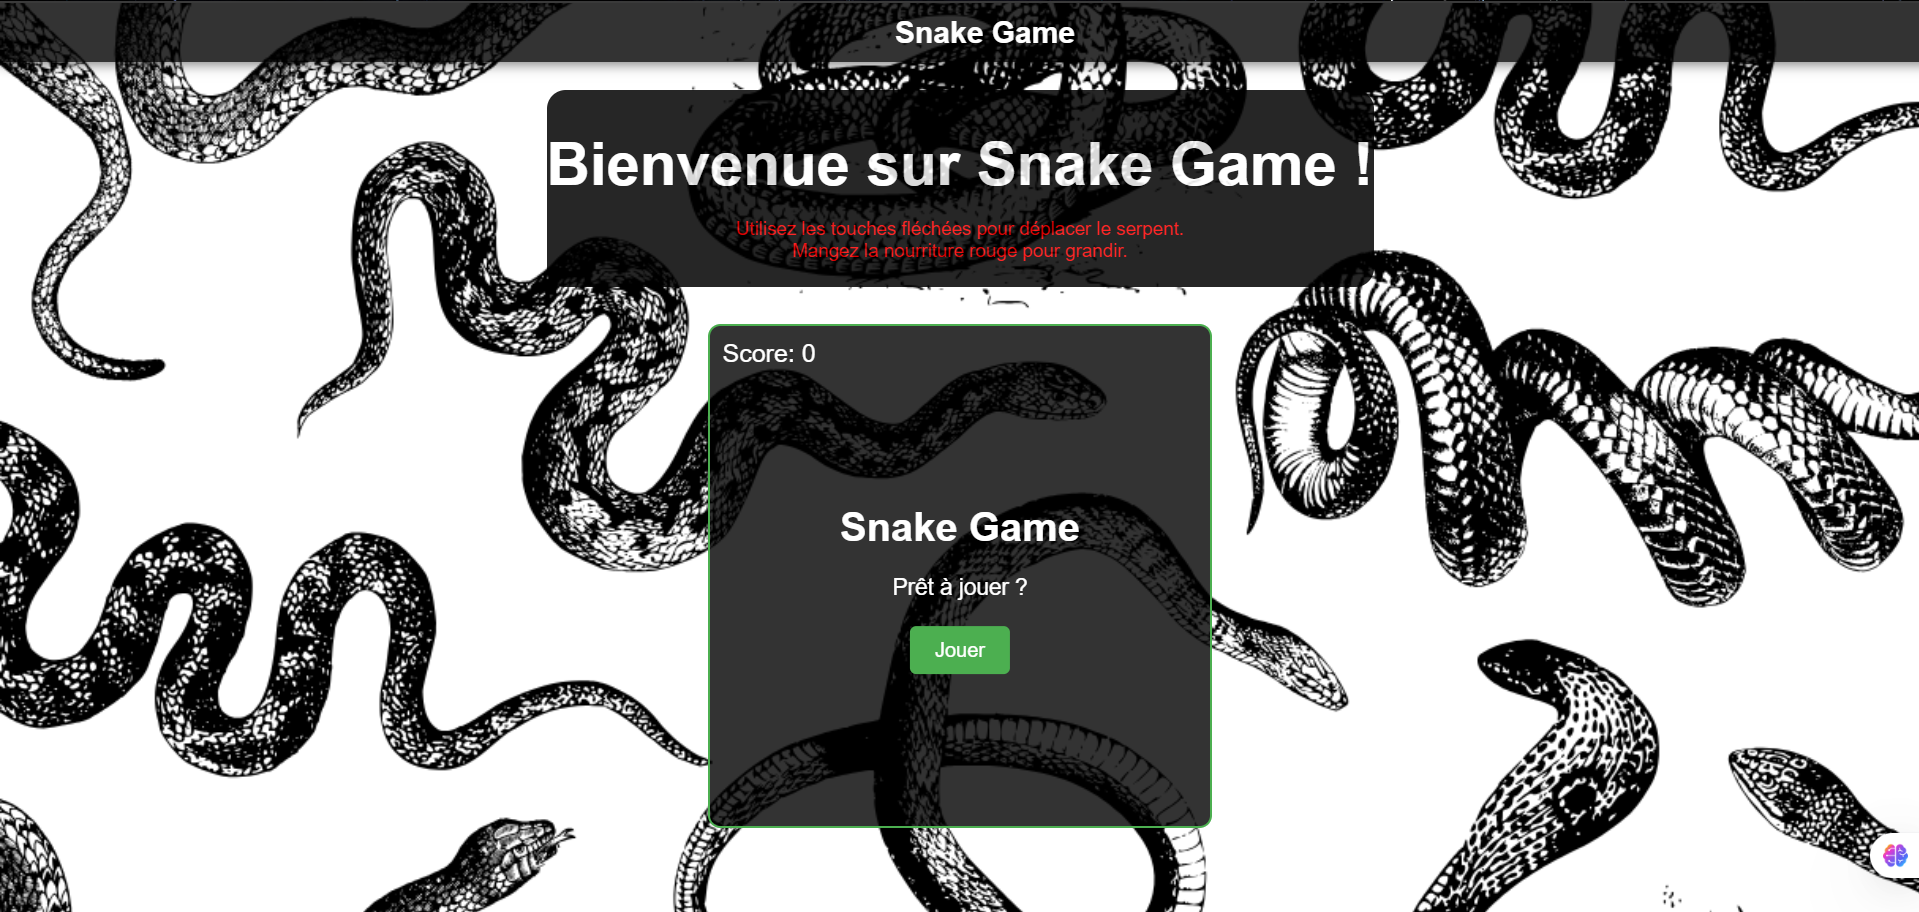 Snake Game
Bienvenue sur Snake Game !
Utilisez les touches fléchées pour déplacer le serpent.
Mangez la nourriture rouge pour grandir.
Score: 0
Snake Game
Prêt à jouer ?
Jouer